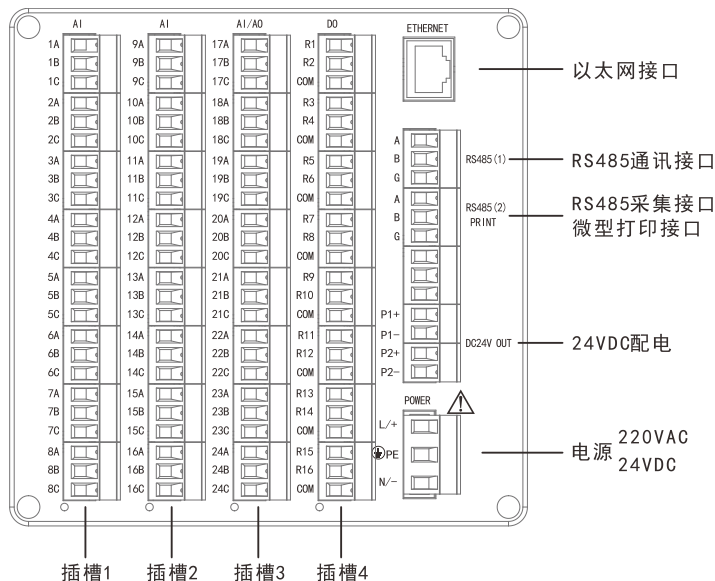 AI AI AI/AO DO ETHERNET
1A 9A 17A R1
1B 9B 17B R2
1C 9C 17C COM
以太网接口
2A 10A 18A R3
2B 10B 18B R4
2C 10C 18C COM
3A 11A 19A R5
3B 11B 19B R6
3C 11C 19C COM
A
B RS485(1) RS485通讯接口
G
4A 12A 20A R7
4B 12B 20B R8
4C 12C 20C COM
A RS485(2) RS485采集接口
B PRINT 微型打印接口
G
5A 13A 21A R9
5B 13B 21B R10
5C 13C 21C COM
6A 14A 22A R11
6B 14B 22B R12
6C 14C 22C COM
P1+
P1-
DC24V OUT 24VDC配电
P2+
P2-
7A 15A 23A R13
7B 15B 23B R14
7C 15C 23C COM
8A 16A 24A R15
8B 16B 24B R16
8C 16C 24C COM
POWER
L/+
PE
N/-
电源 220VAC
24VDC
插槽1 插槽2 插槽3 插槽4